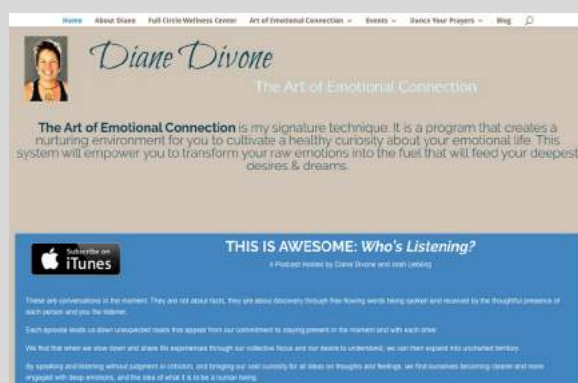 Home About Diane Full Circle Wellness Center Art of Emotional Connection Events Dance Your Prayers Blog
Diane Divone
The Art of Emotional Connection
The Art of Emotional Connection is my signature technique. It is a program that creates a
nurturing environment for you to cultivate a healthy curiosity about your emotional life. This
system will empower you to transform your raw emotions into the fuel that will feed your deepest
desires & dreams.
Subscribe on
iTunes
THIS IS AWESOME: Who's Listening?
A Podcast Hosted by Diane Divone and Josh Liebling
These are conversations in the moment. They are not about facts, they are about discovery through free flowing words being spoken and received by the thoughtful presence of
each person and you the listener.
Each episode leads us down unexpected roads that appear from our commitment to staying present in the moment and with each other.
We find that when we slow down and share life experiences through our collective focus and our desire to understand, we can then expand into uncharted territory.
By speaking and listening without judgment or criticism, and bringing our vast curiosity for all ideas on thoughts and feelings, we find ourselves becoming clearer and more
engaged with deep emotions, and the idea of what it is to be a human being.